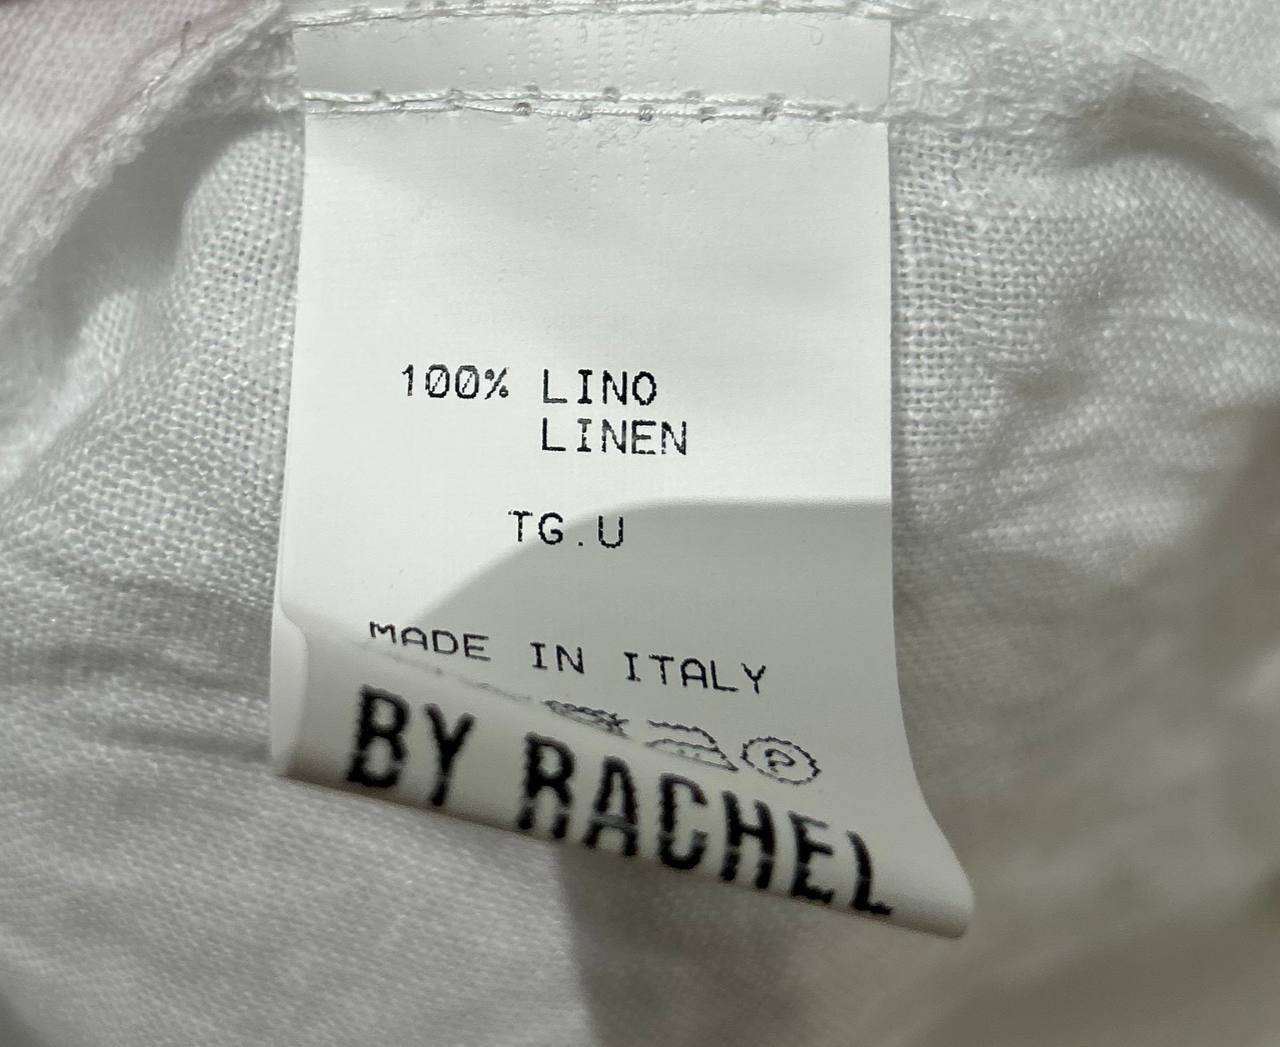 100% LINO
LINEN
TG.U
MADE IN ITALY
P
BY RACHEL